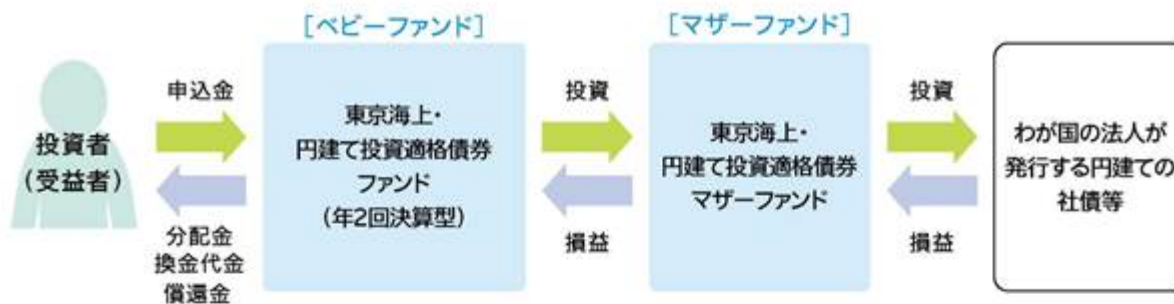 [ベビーファンド]
[マザーファンド]
投資者
(受益者)
申込金
分配金
換金代金
償還金
東京海上・
円建て投資適格債券
ファンド
(年2回決算型)
投資
損益
東京海上・
円建て投資適格債券
マザーファンド
投資
損益
わが国の法人が
発行する円建ての
社債等